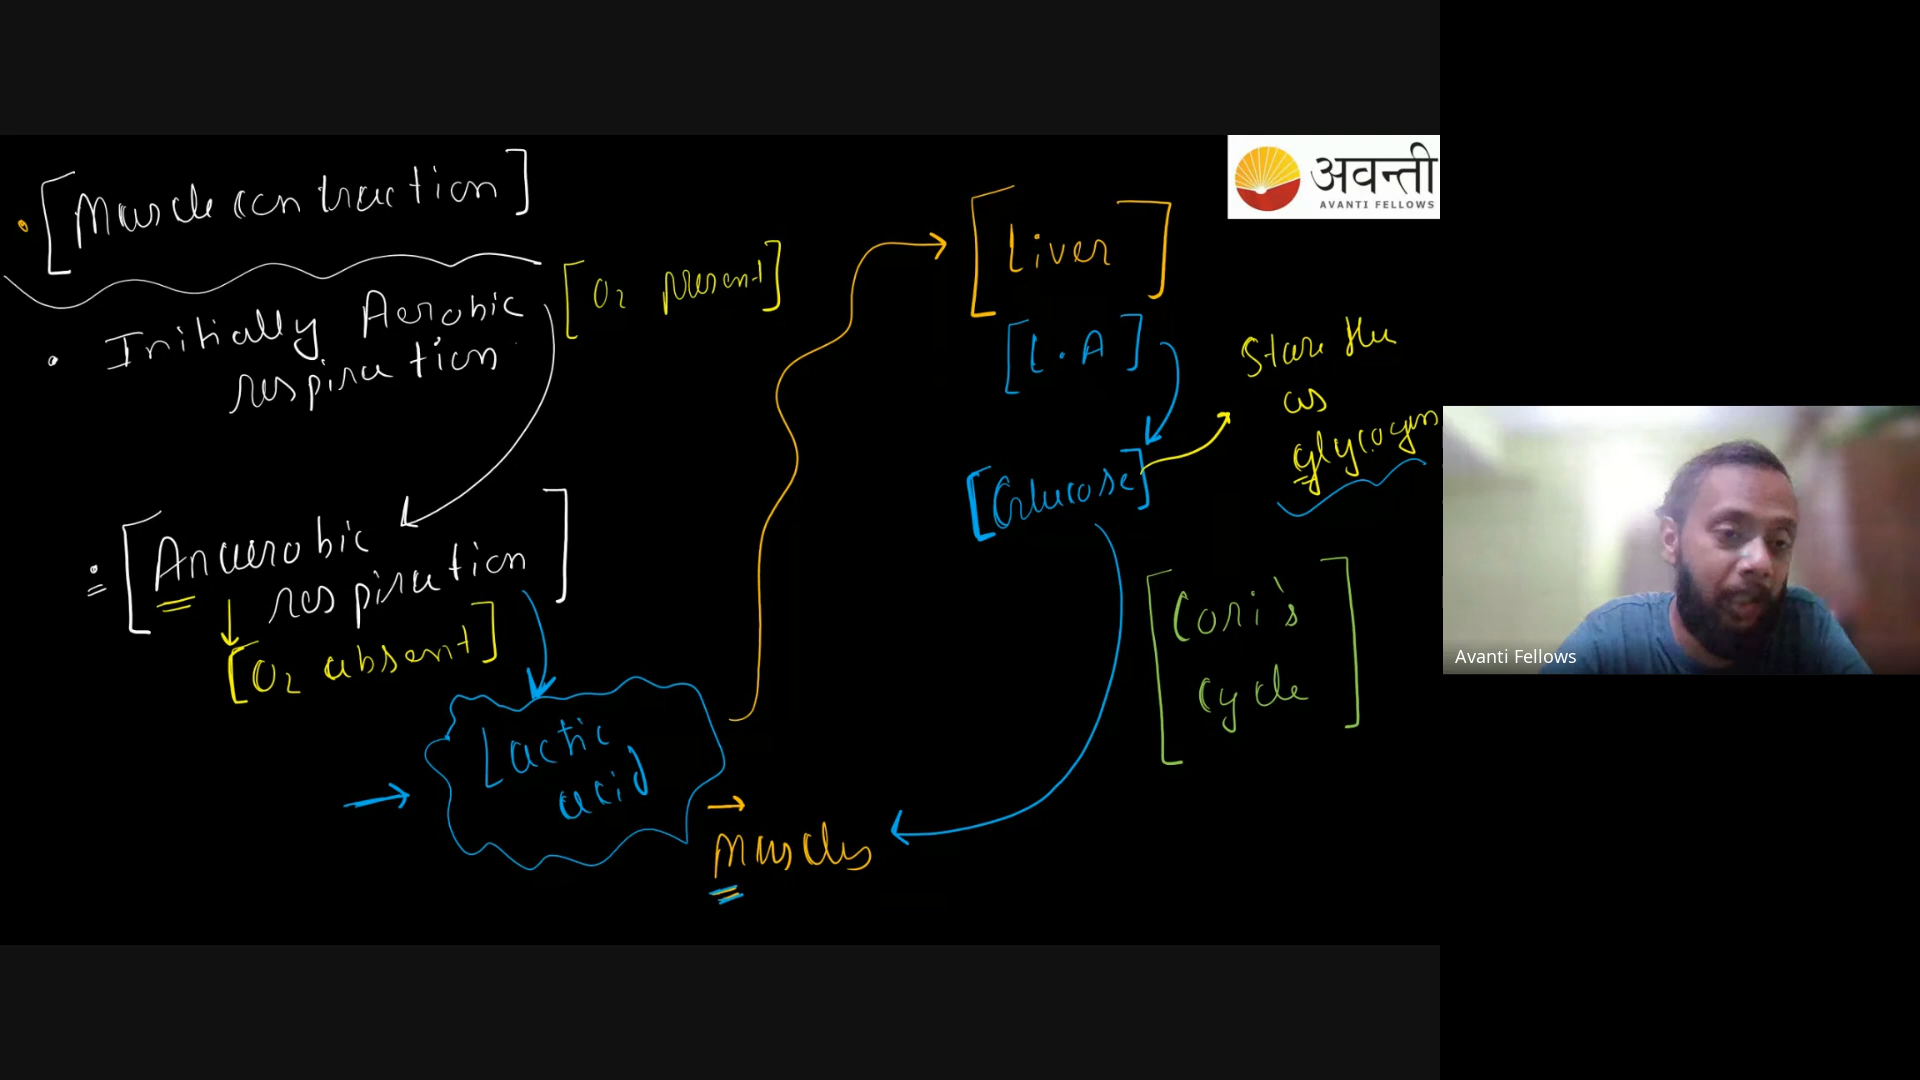 [Muscle contraction]
• Initially Aerobic
respiration
[O2 present]
[Anaerobic
respiration]
[O2 absent]
Lactic
acid
Muscles
[Liver]
[L.A]
[Glucose]
Store the
as
glycogen
[Cori's
Cycle]
अवन्ती
AVANTI FELLOWS
Avanti Fellows